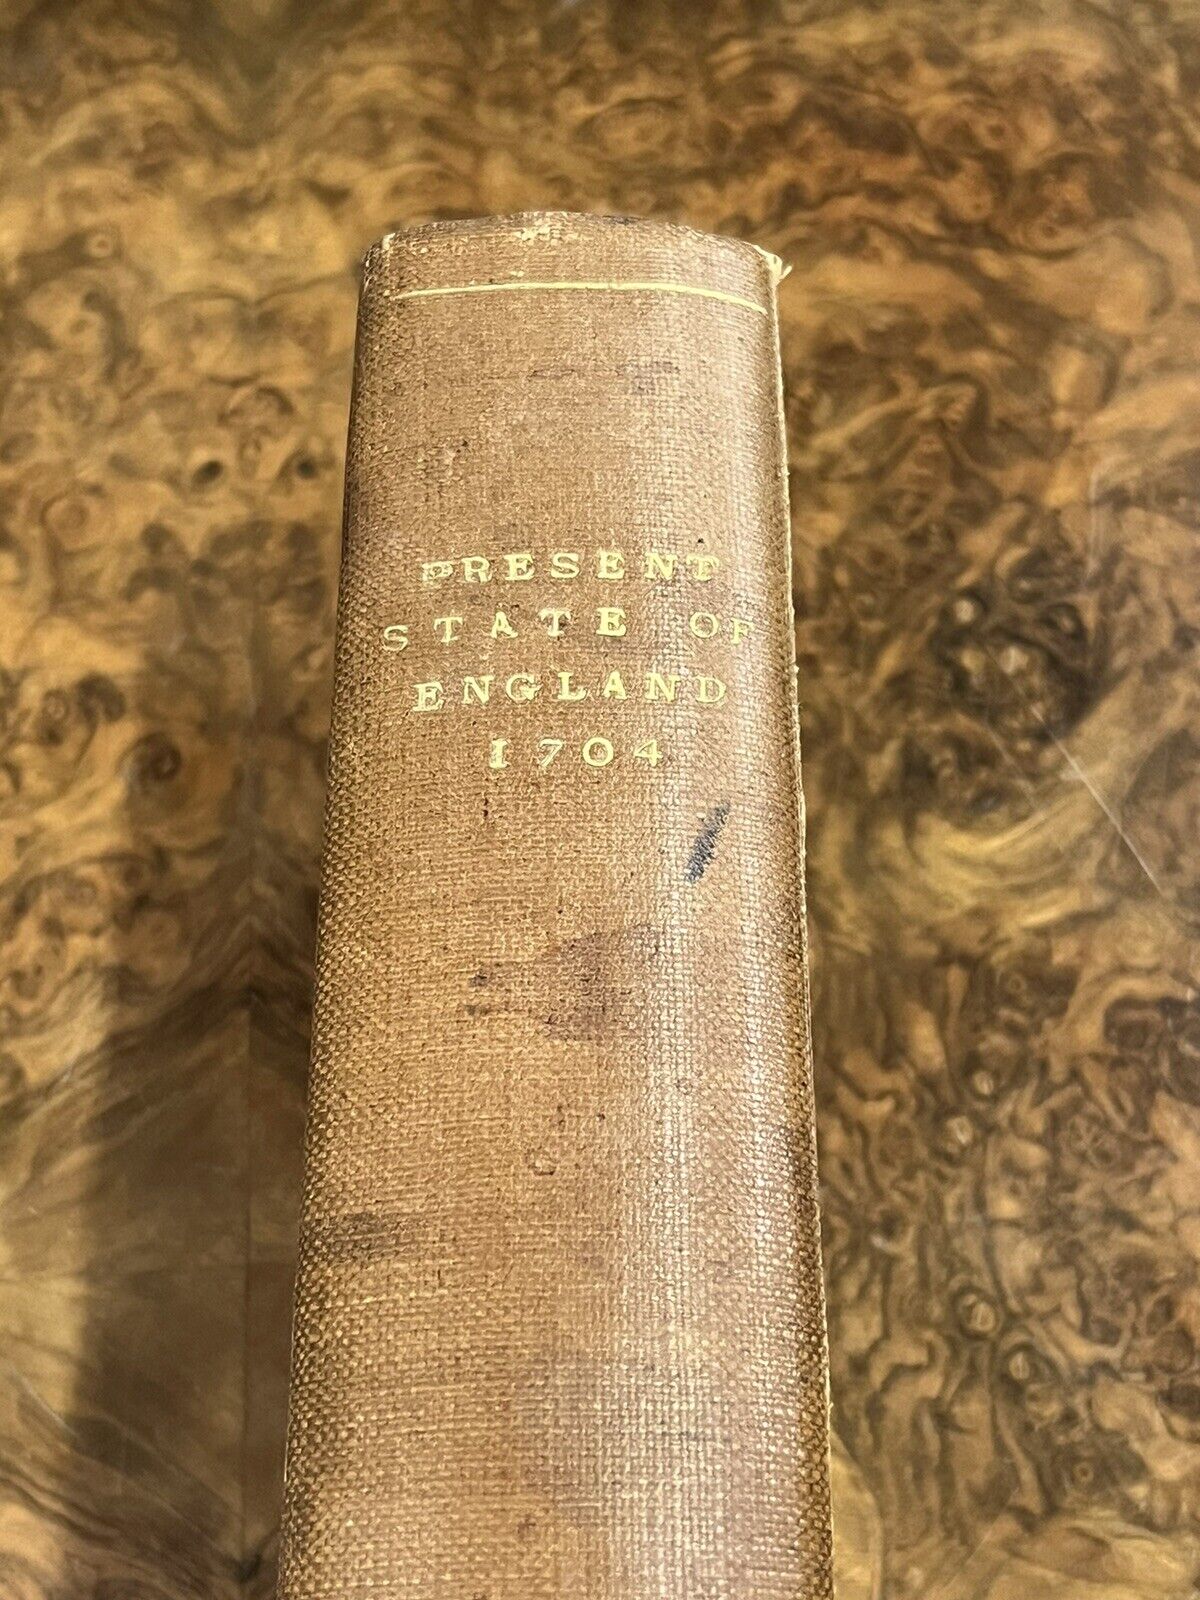 PRESENT
STATE OF
ENGLAND
1704